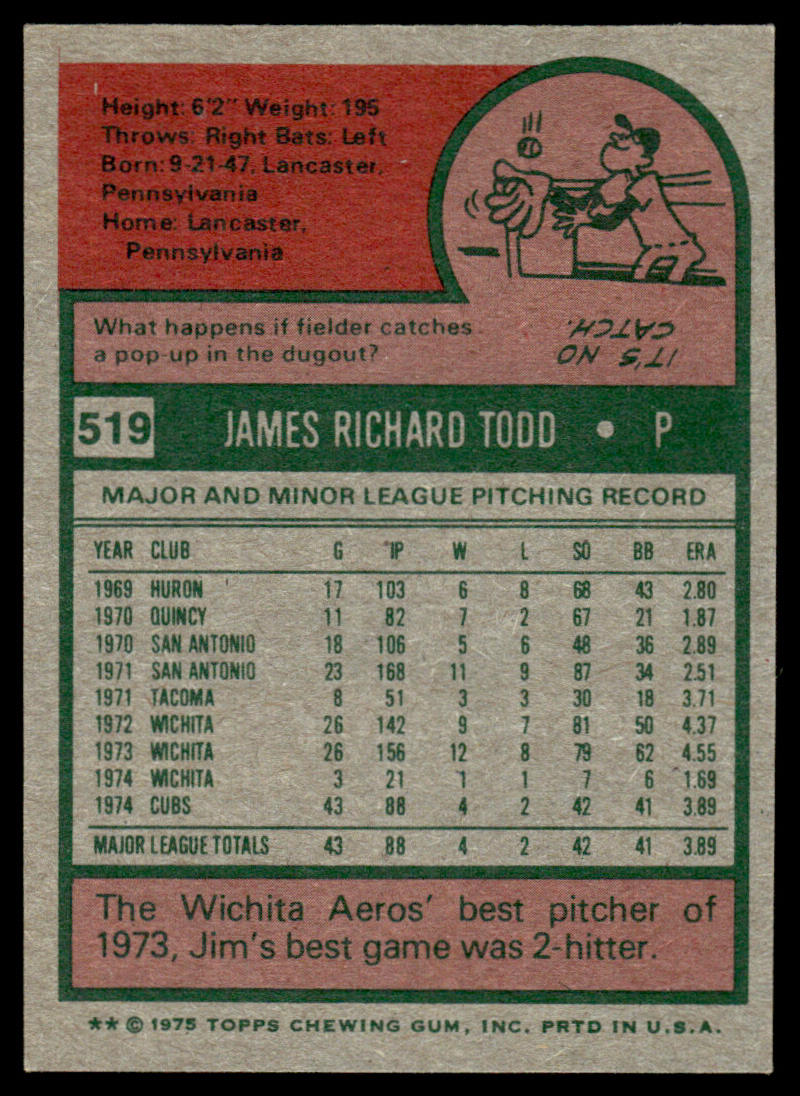 Height: 6'2" Weight: 195
Throws: Right Bats: Left
Born: 9-21-47, Lancaster,
Pennsylvania
Home: Lancaster,
Pennsylvania
What happens if fielder catches
a pop-up in the dugout?
IT'S NO
CATCH.
519 JAMES RICHARD TODD • P
MAJOR AND MINOR LEAGUE PITCHING RECORD
YEAR CLUB G IP W L SO BB ERA
1969 HURON 17 103 6 8 68 43 2.80
1970 QUINCY 11 82 7 2 67 21 1.87
1970 SAN ANTONIO 18 106 5 6 48 36 2.89
1971 SAN ANTONIO 23 168 11 9 87 34 2.51
1971 TACOMA 8 51 3 3 30 18 3.71
1972 WICHITA 26 142 9 7 81 50 4.37
1973 WICHITA 26 156 12 8 79 62 4.55
1974 WICHITA 3 21 1 1 7 6 1.69
1974 CUBS 43 88 4 2 42 41 3.89
MAJOR LEAGUE TOTALS 43 88 4 2 42 41 3.89
The Wichita Aeros' best pitcher of
1973, Jim's best game was 2-hitter.
** © 1975 TOPPS CHEWING GUM, INC. PRTD IN U.S.A.